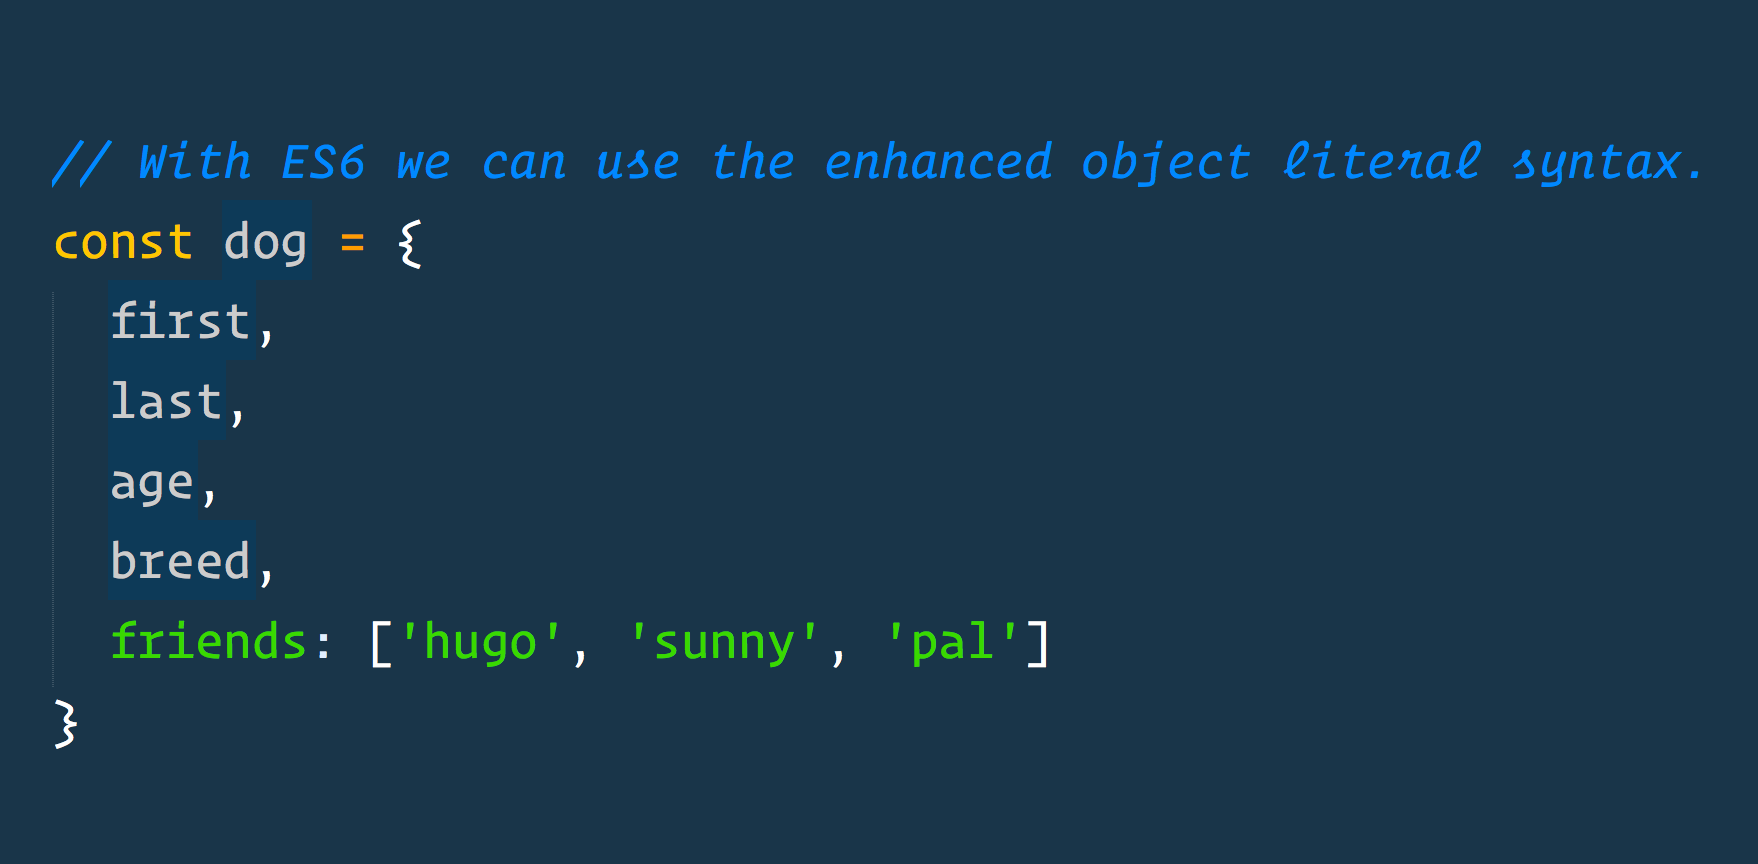 // With ES6 we can use the enhanced object literal syntax.
const dog = {
  first,
  last,
  age,
  breed,
  friends: ['hugo', 'sunny', 'pal']
}